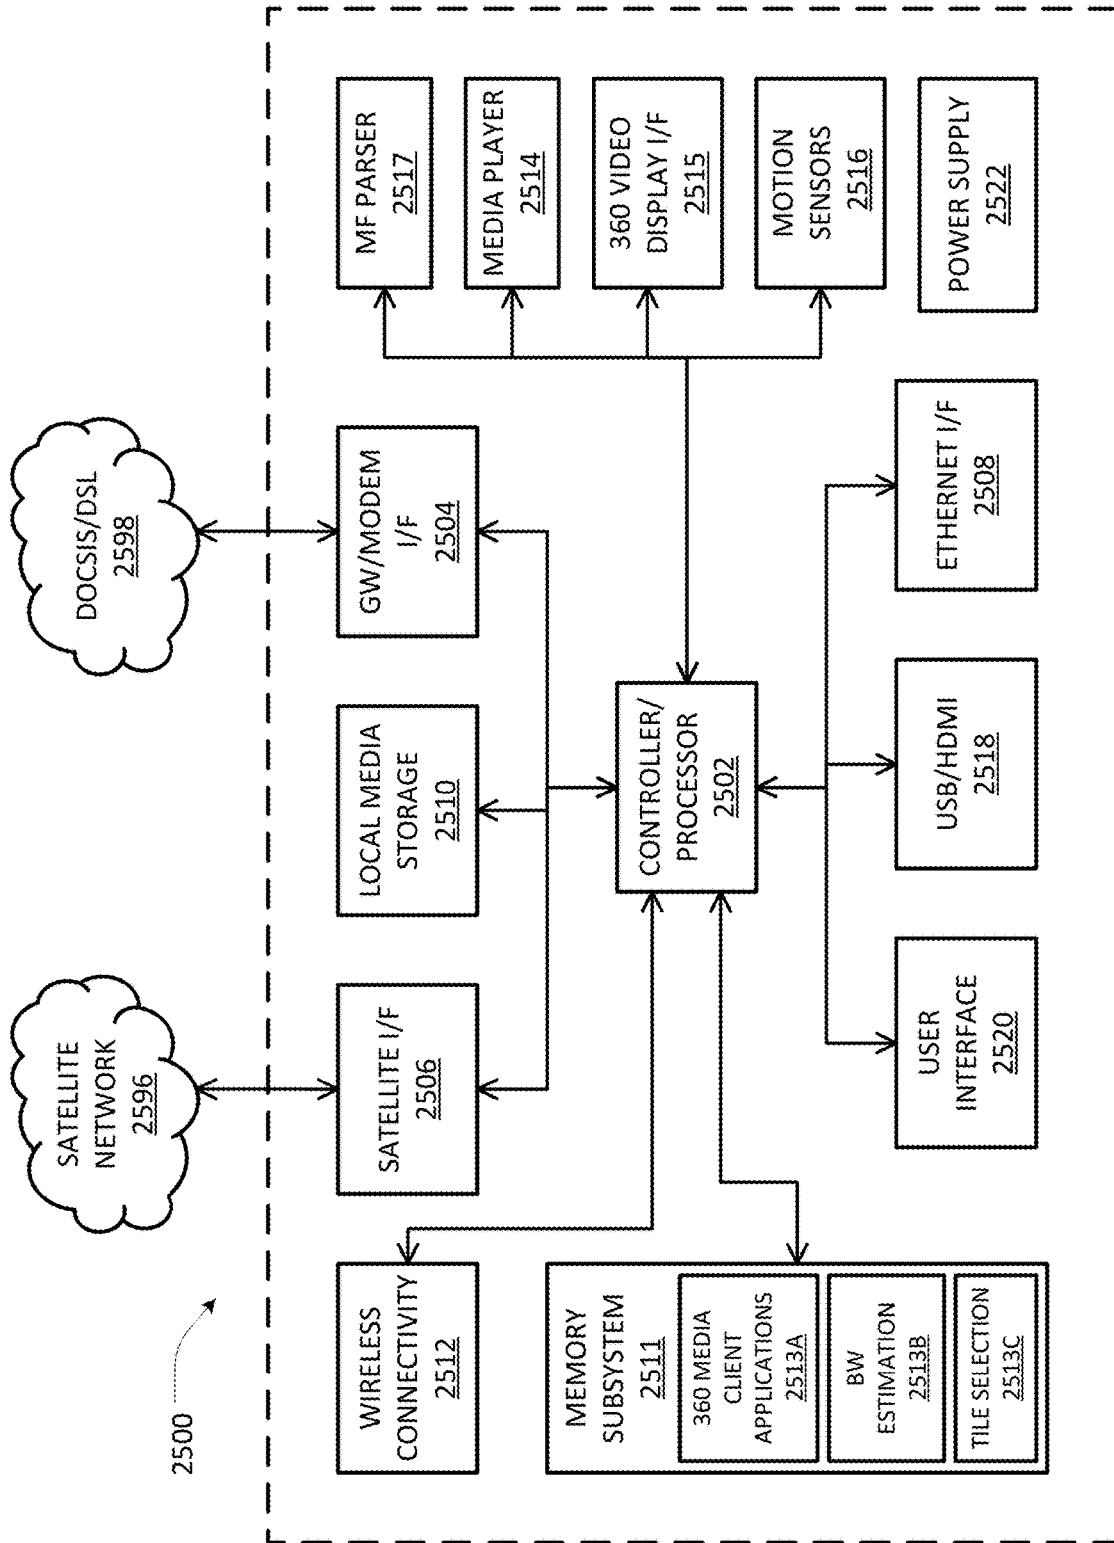 2500
SATELLITE
NETWORK
2596
DOCSIS/DSL
2598
WIRELESS
CONNECTIVITY
2512
SATELLITE I/F
2506
LOCAL MEDIA
STORAGE
2510
GW/MODEM
I/F
2504
MF PARSER
2517
MEDIA PLAYER
2514
360 VIDEO
DISPLAY I/F
2515
MOTION
SENSORS
2516
POWER SUPPLY
2522
MEMORY
SUBSYSTEM
2511
360 MEDIA
CLIENT
APPLICATIONS
2513A
BW
ESTIMATION
2513B
TILE SELECTION
2513C
CONTROLLER/
PROCESSOR
2502
USER
INTERFACE
2520
USB/HDMI
2518
ETHERNET I/F
2508